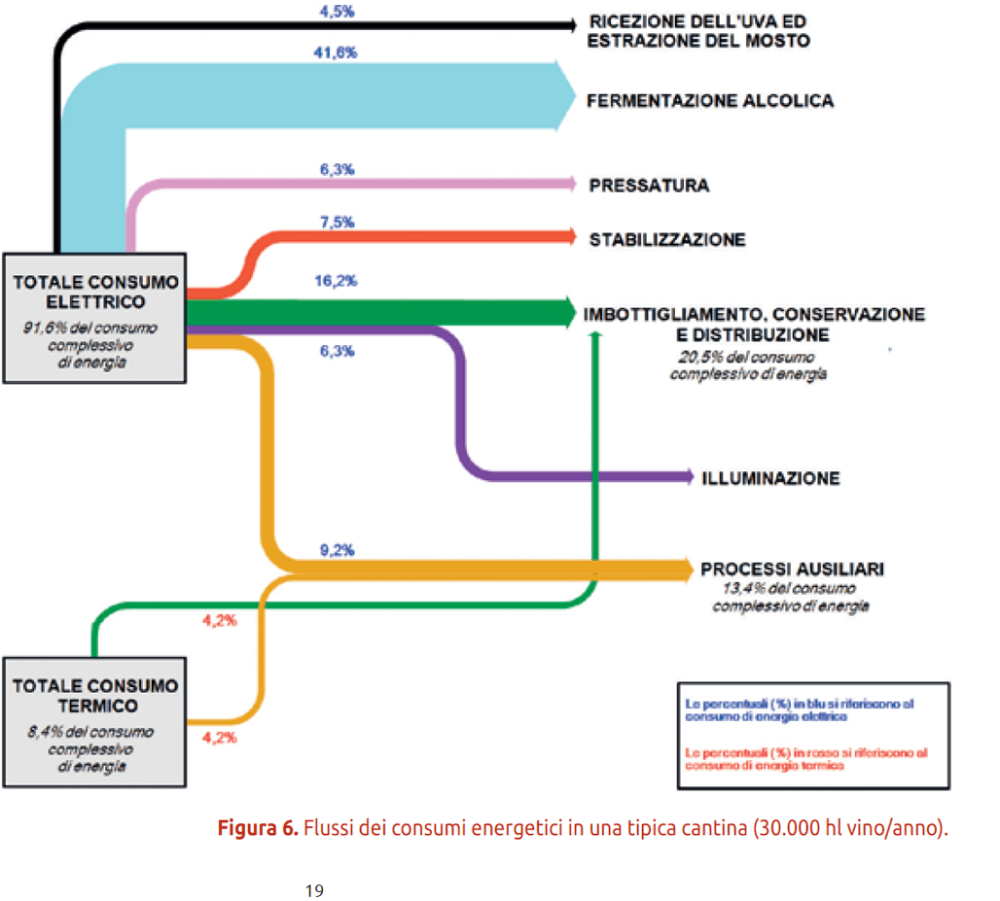 4,5%
RICEZIONE DELL'UVA ED
ESTRAZIONE DEL MOSTO
41,6%
FERMENTAZIONE ALCOLICA
6,3%
PRESSATURA
7,5%
STABILIZZAZIONE
TOTALE CONSUMO
ELETTRICO
91,6% del consumo
complessivo
di energia
16,2%
IMBOTTIGLIAMENTO, CONSERVAZIONE
E DISTRIBUZIONE
20,5% del consumo
complessivo di energia
6,3%
ILLUMINAZIONE
9,2%
PROCESSI AUSILIARI
13,4% del consumo
complessivo di energia
4,2%
TOTALE CONSUMO
TERMICO
8,4% del consumo
complessivo
di energia
4,2%
Le percentuali (%) in blu si riferiscono al
consumo di energia elettrica
Le percentuali (%) in rosso si riferiscono al
consumo di energia termica
Figura 6. Flussi dei consumi energetici in una tipica cantina (30.000 hl vino/anno).
19